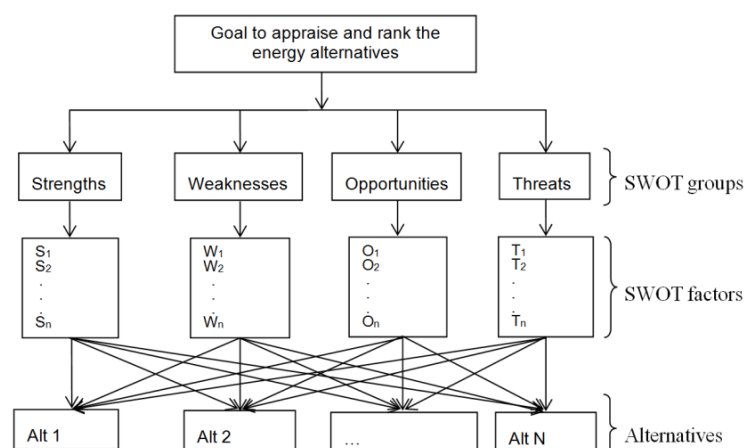 Goal to appraise and rank the
energy alternatives
Strengths
Weaknesses
Opportunities
Threats
SWOT groups
S1
S2
.
.
Sn
W1
W2
.
.
Wn
O1
O2
.
.
On
T1
T2
.
.
Tn
SWOT factors
Alt 1
Alt 2
...
Alt N
Alternatives